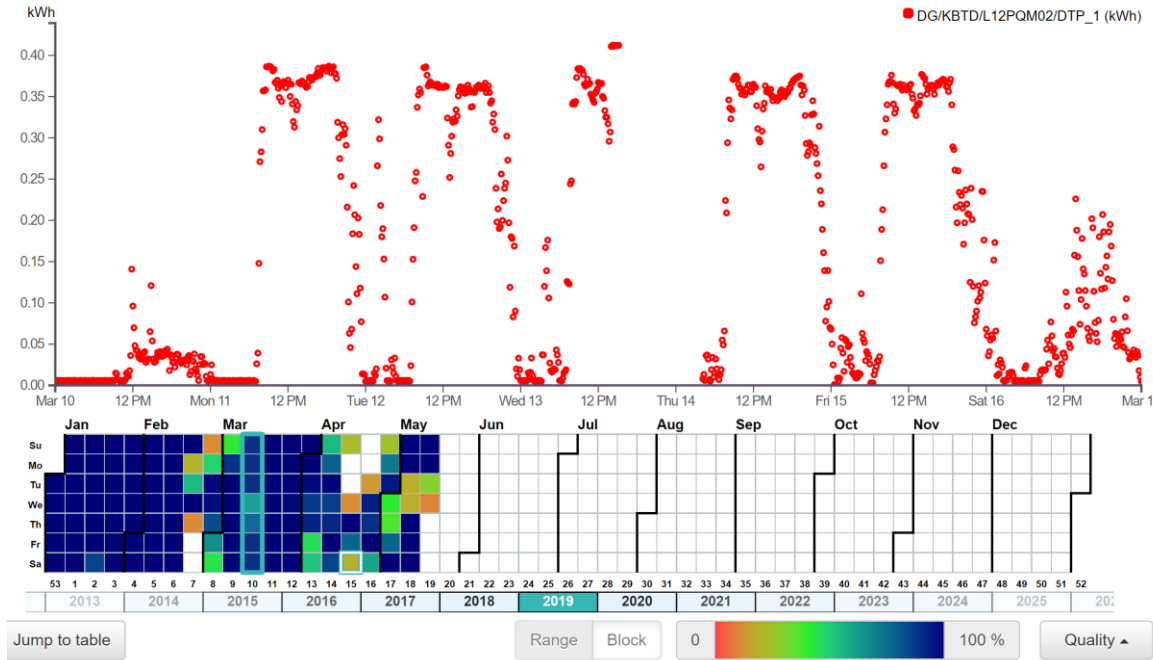 kWh
DG/KBTD/L12PQM02/DTP_1 (kWh)
0.40
0.35
0.30
0.25
0.20
0.15
0.10
0.05
0.00
Mar 10 12 PM Mon 11 12 PM Tue 12 12 PM Wed 13 12 PM Thu 14 12 PM Fri 15 12 PM Sat 16 12 PM Mar 1
Jan Feb Mar Apr May Jun Jul Aug Sep Oct Nov Dec
Su
Mo
Tu
We
Th
Fr
Sa
53 1 2 3 4 5 6 7 8 9 10 11 12 13 14 15 16 17 18 19 20 21 22 23 24 25 26 27 28 29 30 31 32 33 34 35 36 37 38 39 40 41 42 43 44 45 46 47 48 49 50 51 52
2013 2014 2015 2016 2017 2018 2019 2020 2021 2022 2023 2024 2025 202
Jump to table Range Block 0 100 % Quality